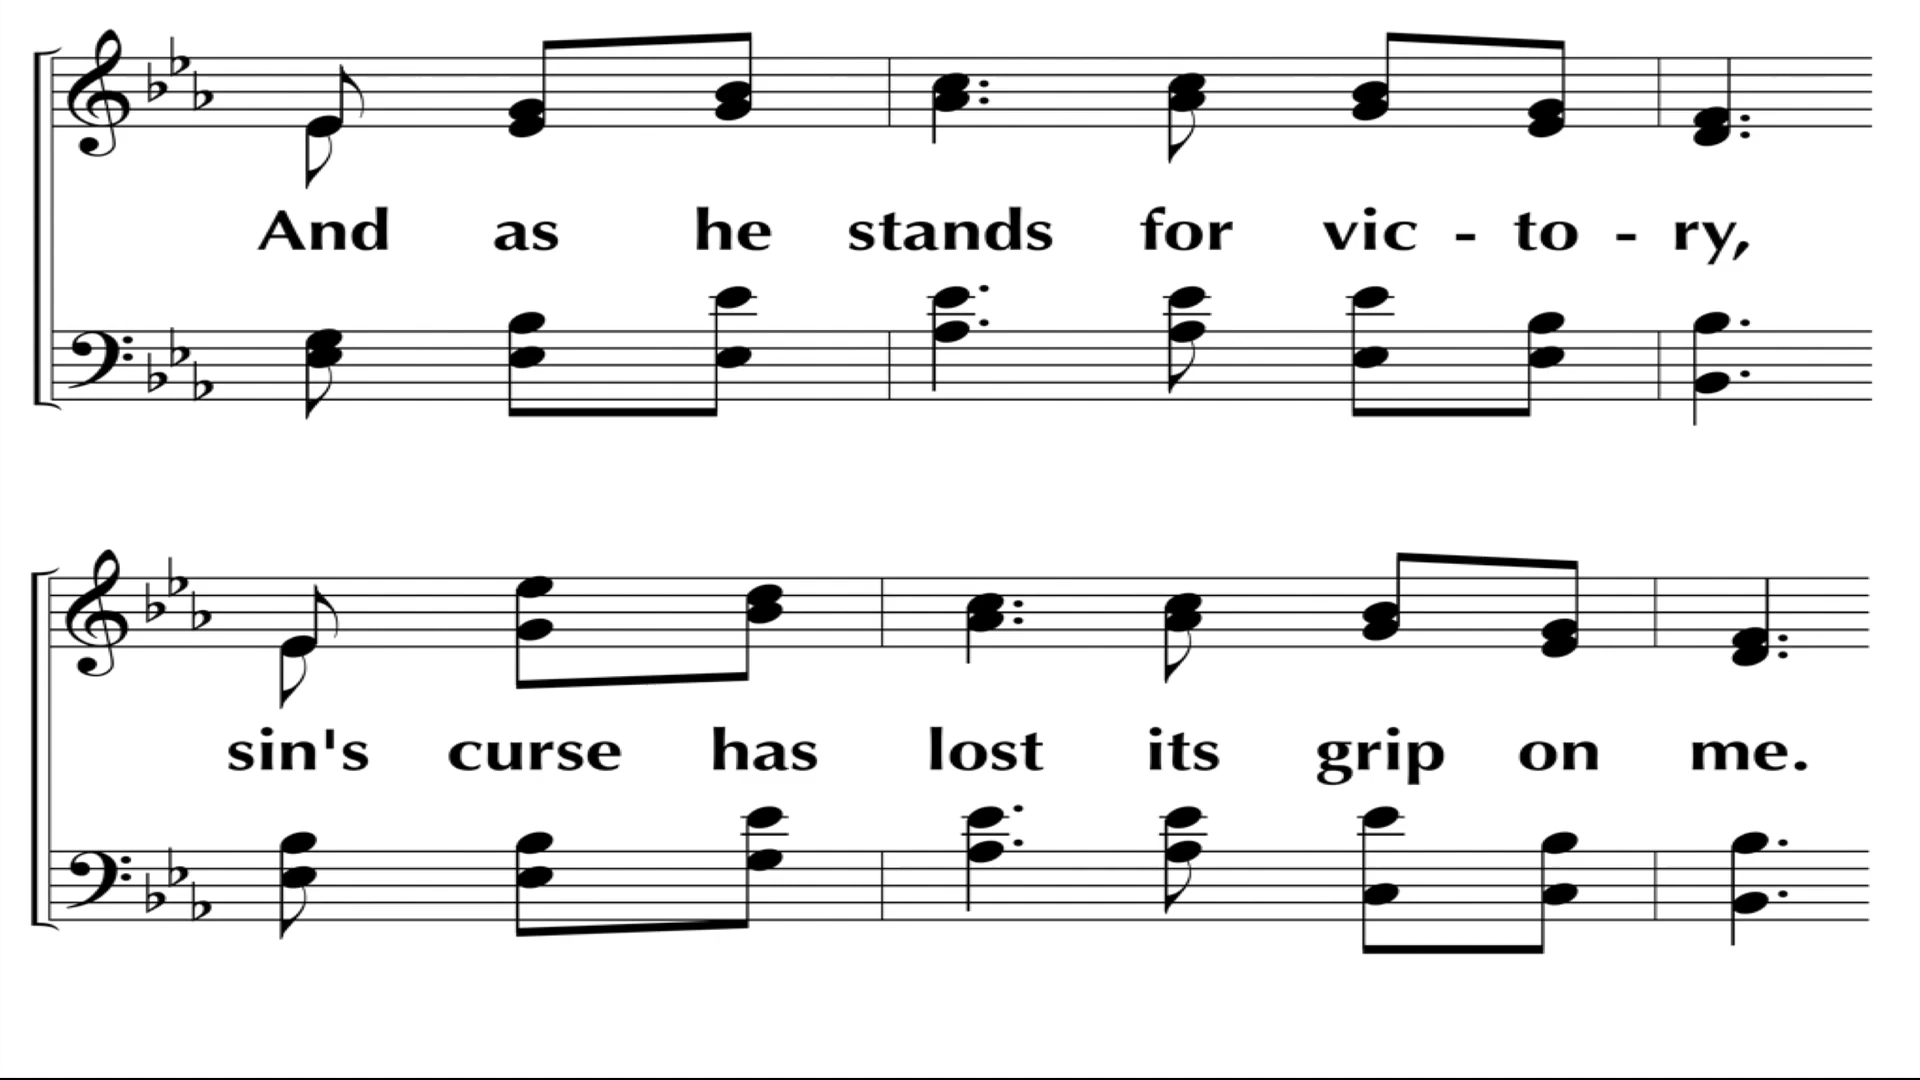 And as he stands for vic - to - ry,
sin's curse has lost its grip on me.